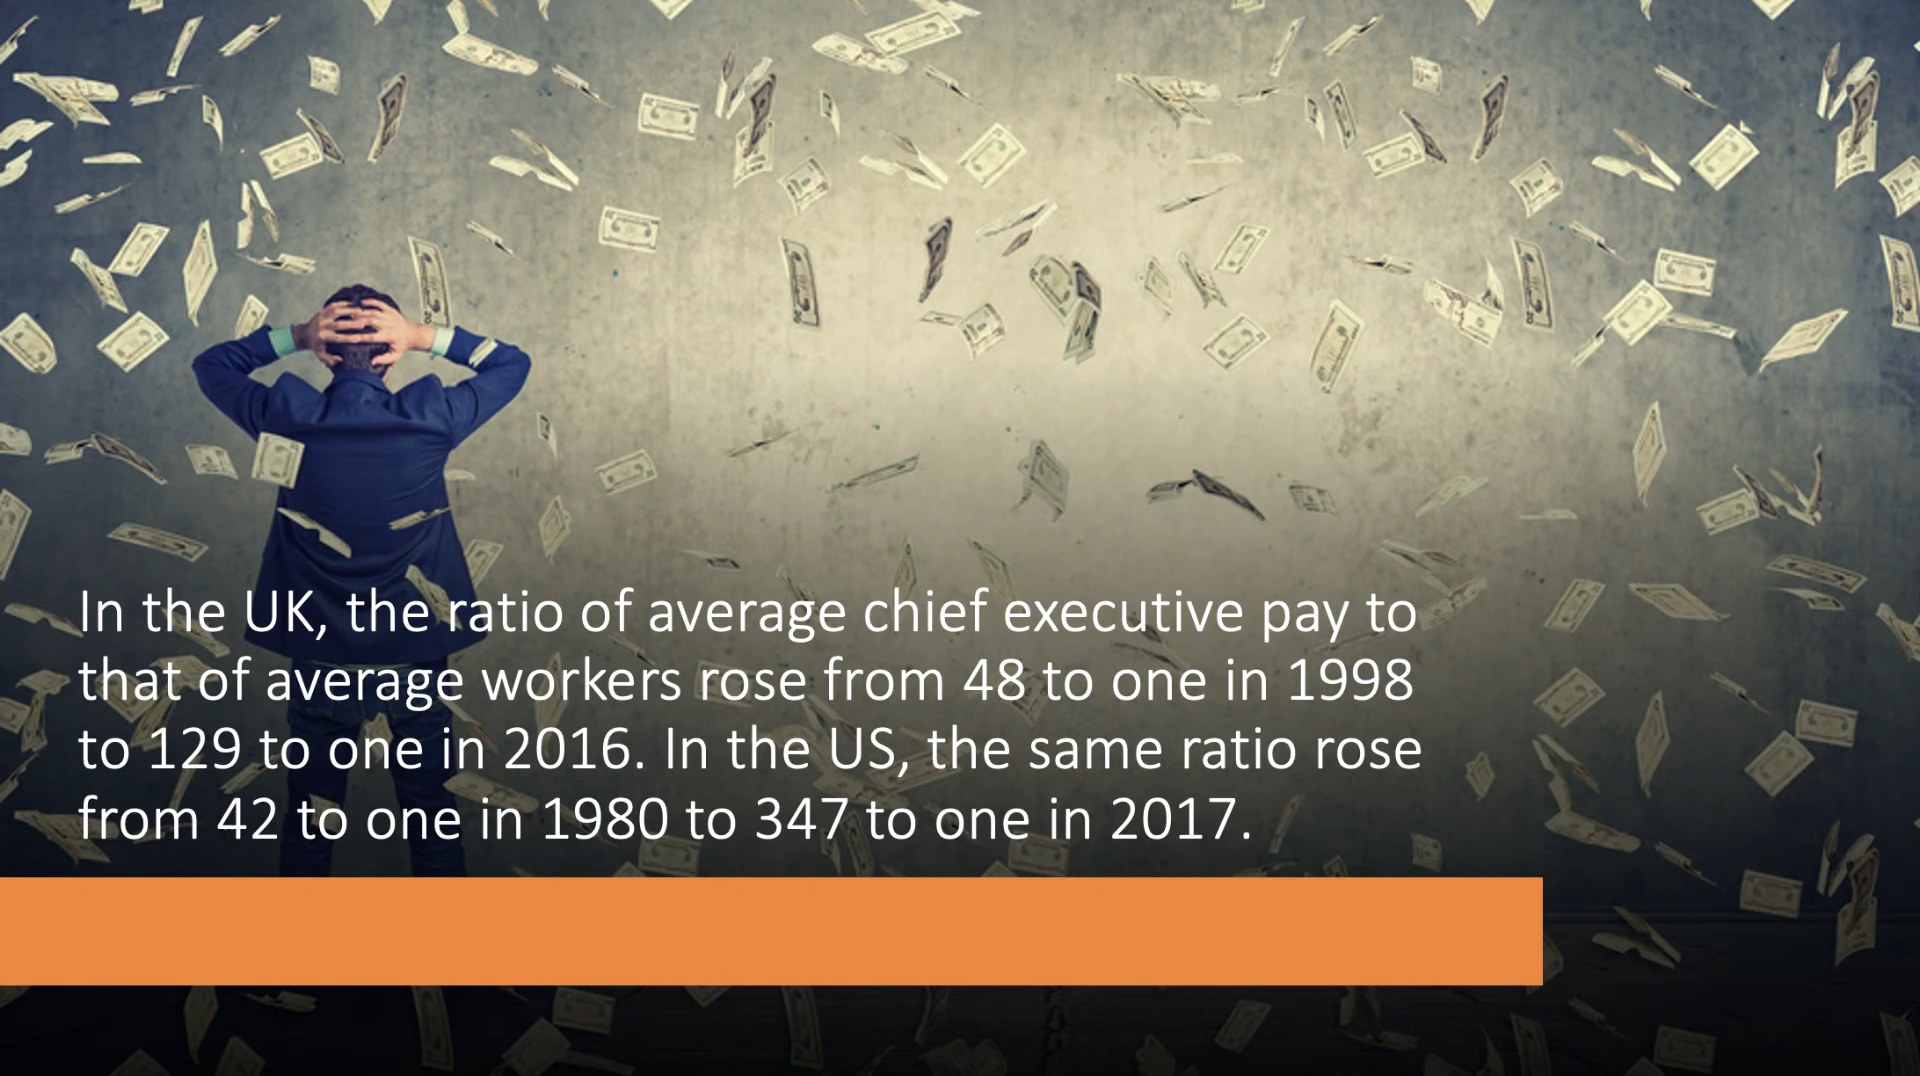 In the UK, the ratio of average chief executive pay to
that of average workers rose from 48 to one in 1998
to 129 to one in 2016. In the US, the same ratio rose
from 42 to one in 1980 to 347 to one in 2017.